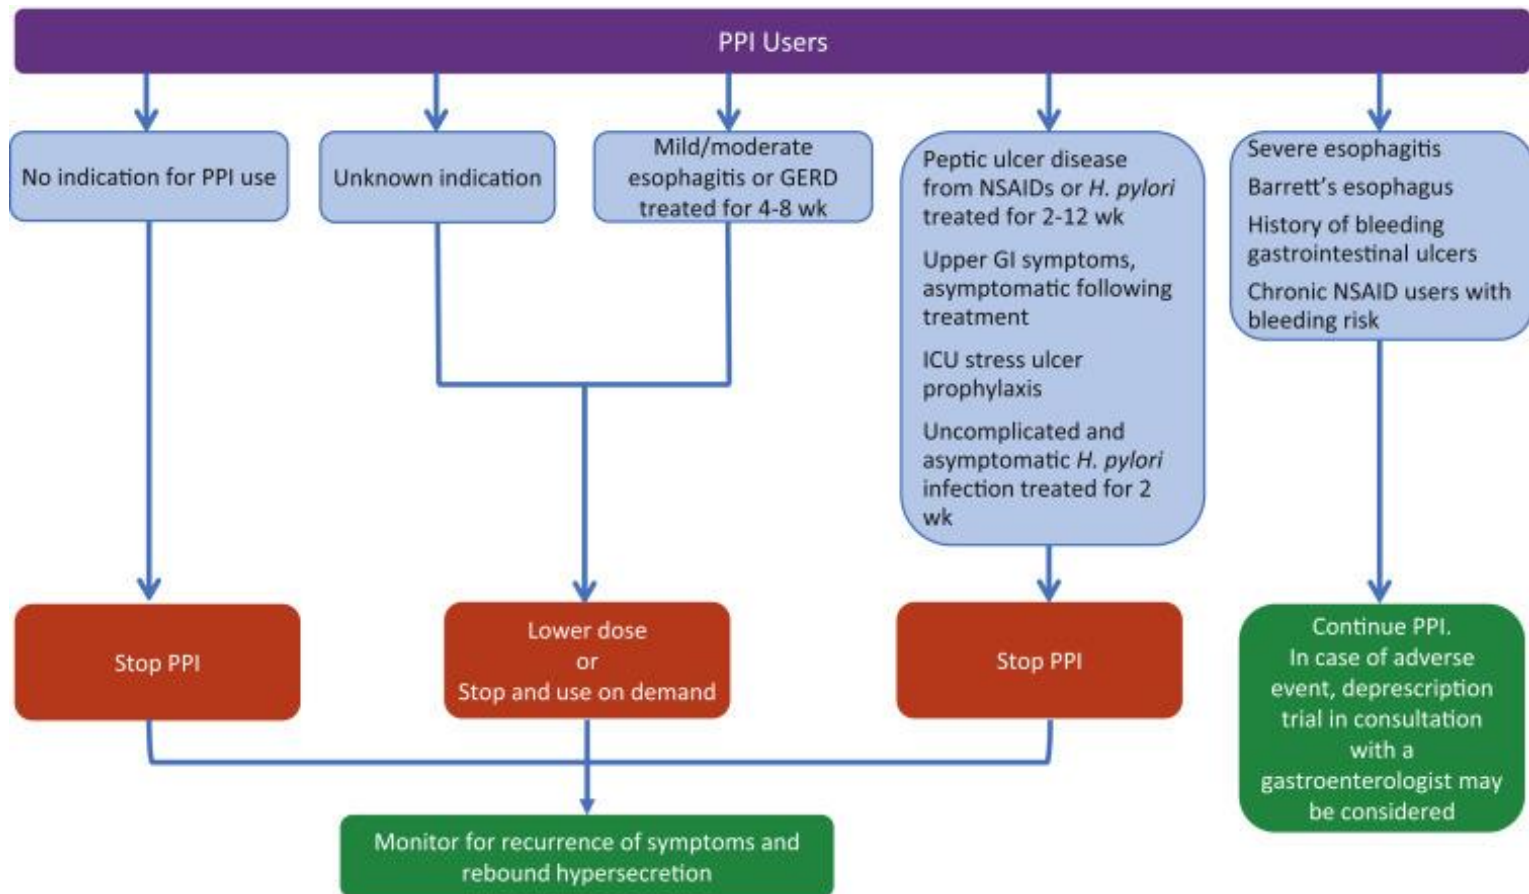 PPI Users
No indication for PPI use
Unknown indication
Mild/moderate
esophagitis or GERD
treated for 4-8 wk
Peptic ulcer disease
from NSAIDs or H. pylori
treated for 2-12 wk
Upper GI symptoms,
asymptomatic following
treatment
ICU stress ulcer
prophylaxis
Uncomplicated and
asymptomatic H. pylori
infection treated for 2
wk
Severe esophagitis
Barrett’s esophagus
History of bleeding
gastrointestinal ulcers
Chronic NSAID users with
bleeding risk
Stop PPI
Lower dose
or
Stop and use on demand
Stop PPI
Continue PPI.
In case of adverse
event, deprescription
trial in consultation
with a
gastroenterologist may
be considered
Monitor for recurrence of symptoms and
rebound hypersecretion